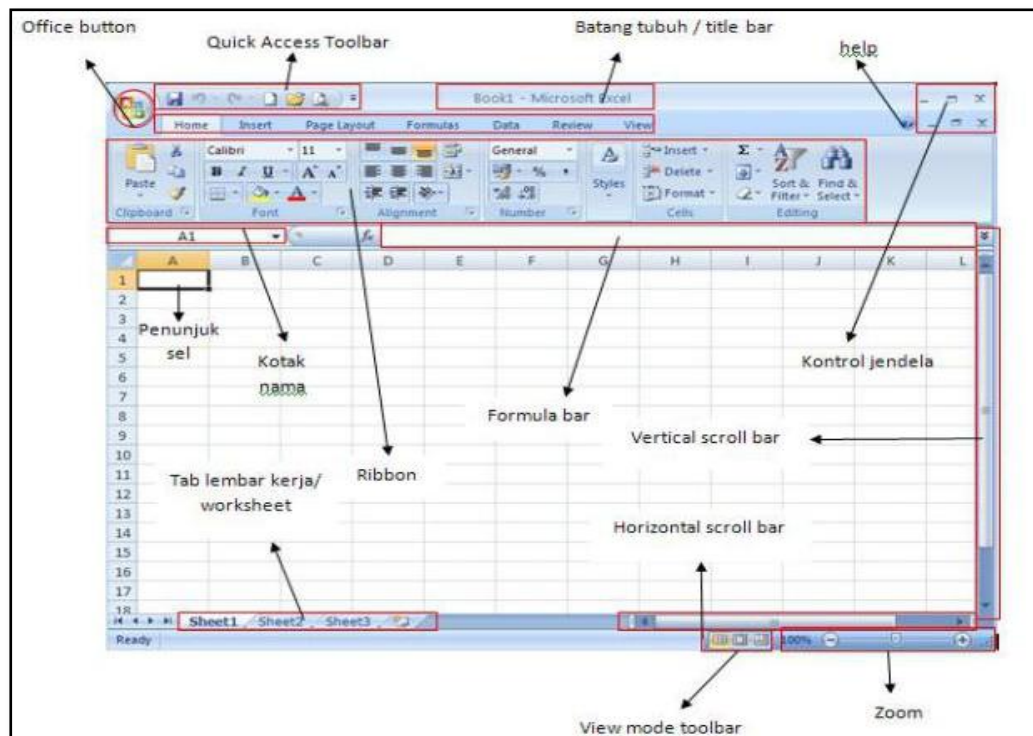 Office button
Quick Access Toolbar
Batang tubuh / title bar
help
Book1 - Microsoft Excel
Home Insert Page Layout Formulas Data Review View
Calibri 11 General Insert Σ
B I U A A % , Delete
Paste Styles Format Sort & Find &
Filter Select
Clipboard Font Alignment Number Cells Editing
A1 fx
A B C D E F G H I J K L
1
2
3
4
5
6
7
8
9
10
11
12
13
14
15
16
17
18
Penunjuk
sel
Kotak
nama
Kontrol jendela
Formula bar
Vertical scroll bar
Tab lembar kerja/
worksheet
Ribbon
Horizontal scroll bar
Sheet1 Sheet2 Sheet3
Ready 100%
View mode toolbar
Zoom